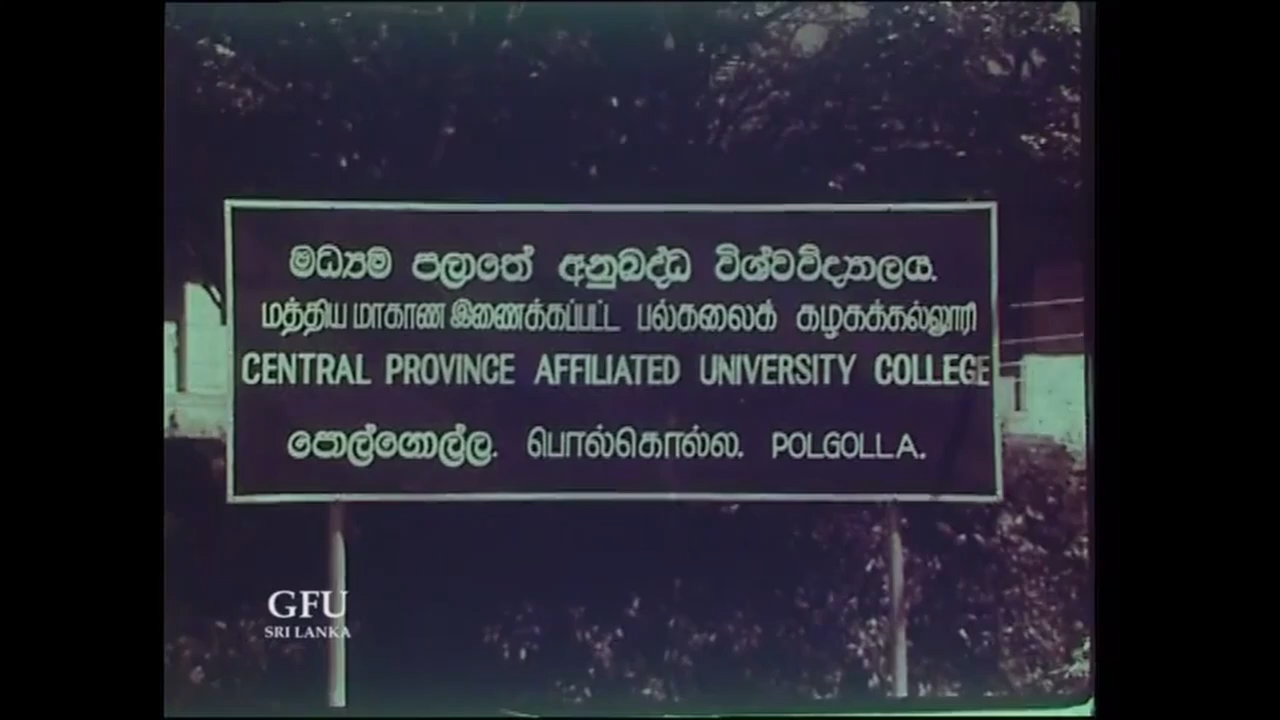 මධ්‍යම පලාතේ අනුබද්ධ විශ්වවිද්‍යාලය.
மத்திய மாகாண இணைக்கப்பட்ட பல்கலைக் கழகக்கல்லூரி
CENTRAL PROVINCE AFFILIATED UNIVERSITY COLLEGE
පොල්ගොල්ල. பொல்கொல்ல. POLGOLLA.
GFU
SRI LANKA